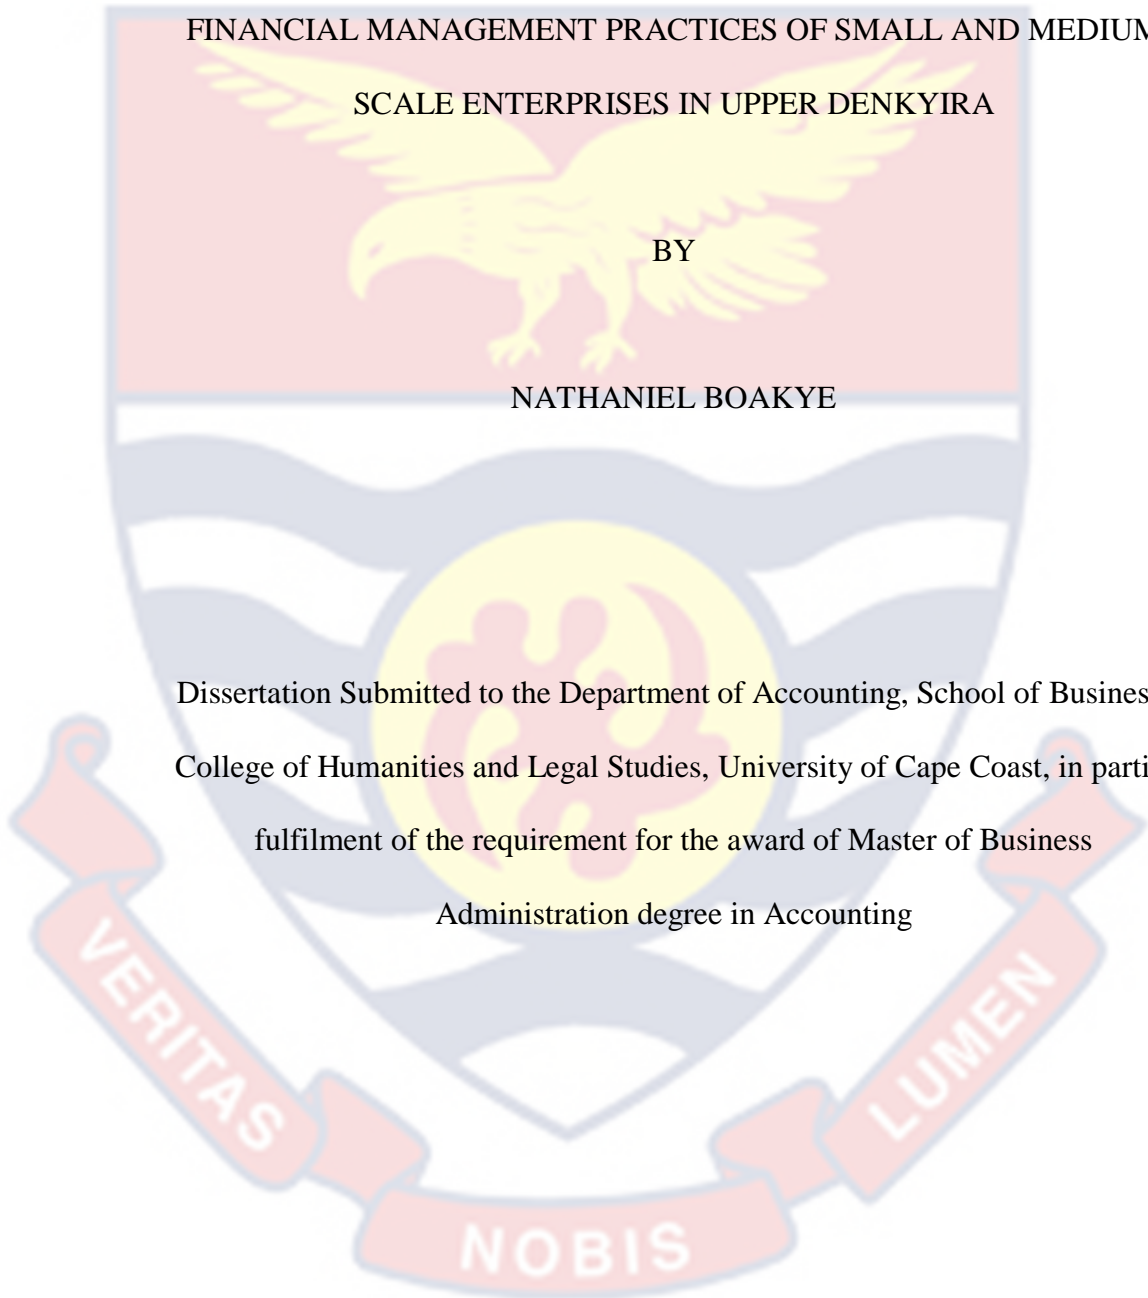 FINANCIAL MANAGEMENT PRACTICES OF SMALL AND MEDIUM
SCALE ENTERPRISES IN UPPER DENKYIRA
BY
NATHANIEL BOAKYE
Dissertation Submitted to the Department of Accounting, School of Busines
College of Humanities and Legal Studies, University of Cape Coast, in parti
fulfilment of the requirement for the award of Master of Business
Administration degree in Accounting
VERITAS
NOBIS
LUMEN